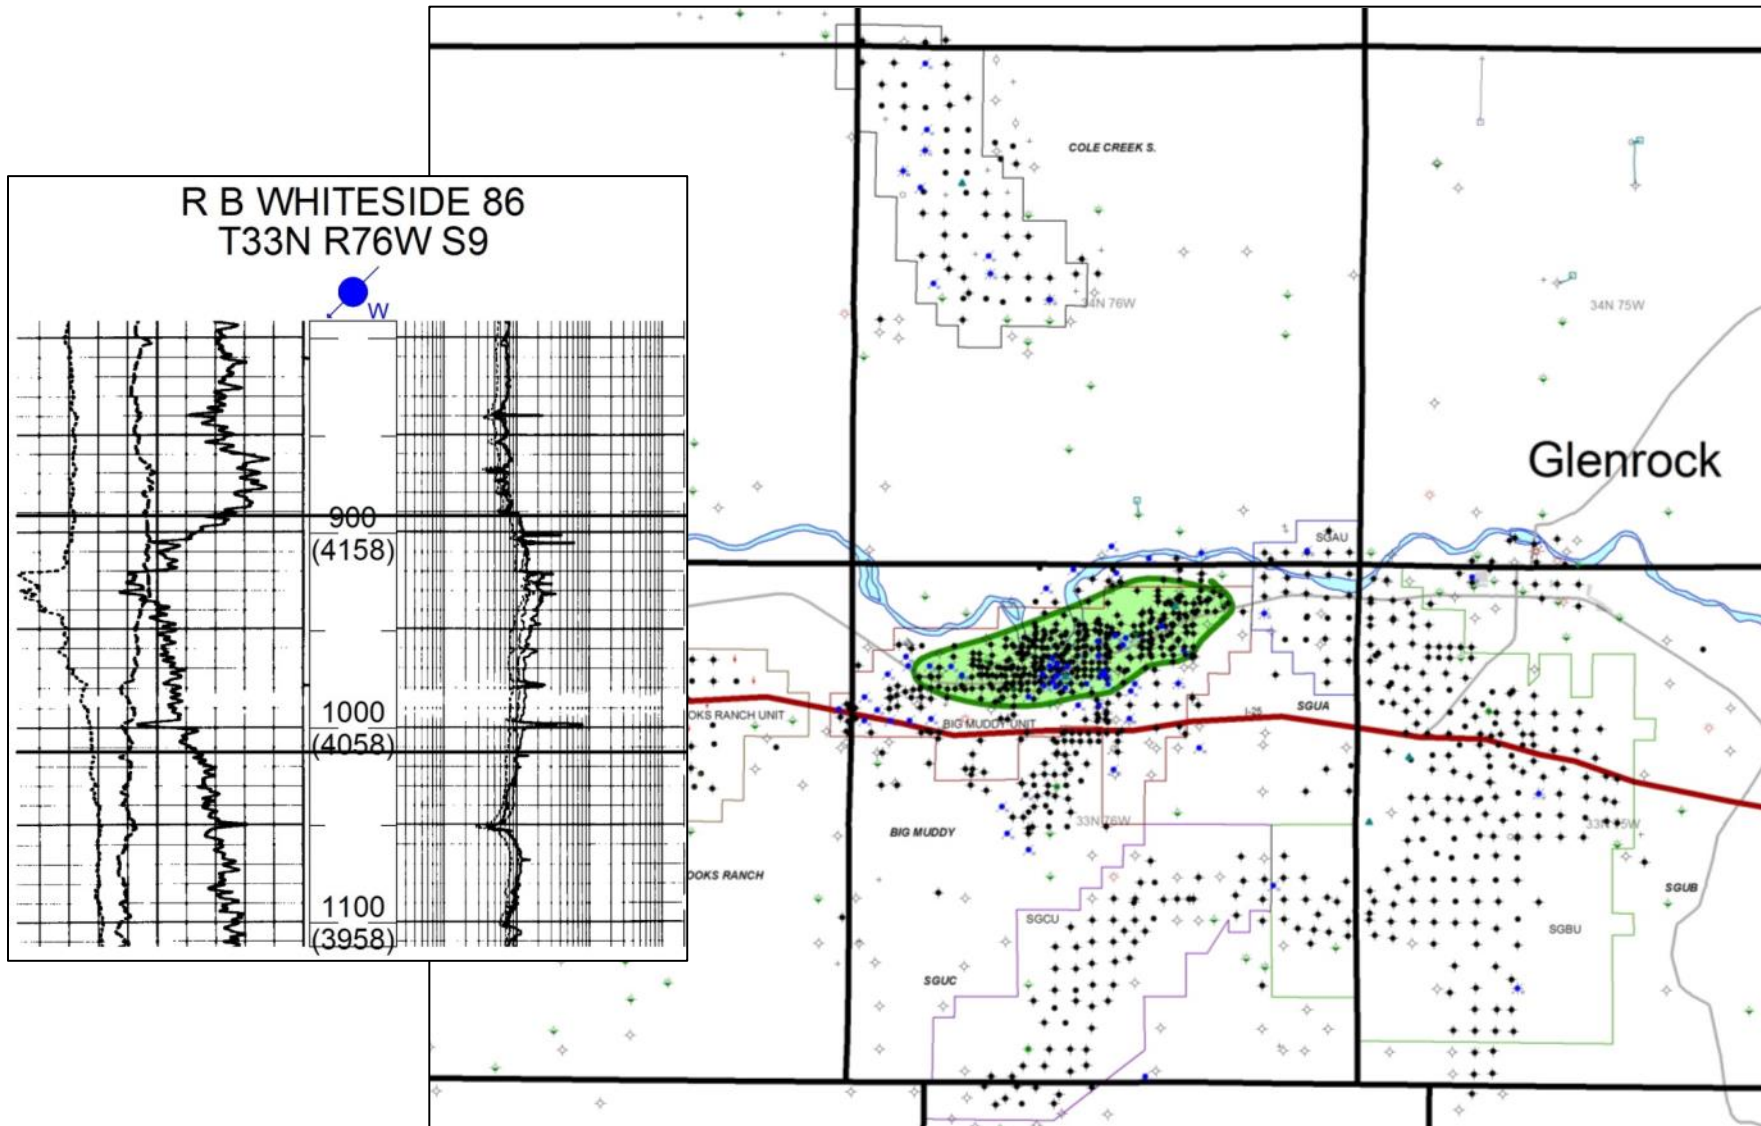 R B WHITESIDE 86
T33N R76W S9
W
900
(4158)
1000
(4058)
1100
(3958)
COLE CREEK S.
34N 76W
34N 75W
Glenrock
SGAU
OKS RANCH UNIT
BIG MUDDY UNIT
I-25
SGUA
BIG MUDDY
33N 76W
33N 75W
OOKS RANCH
SGUB
SGCU
SGBU
SGUC